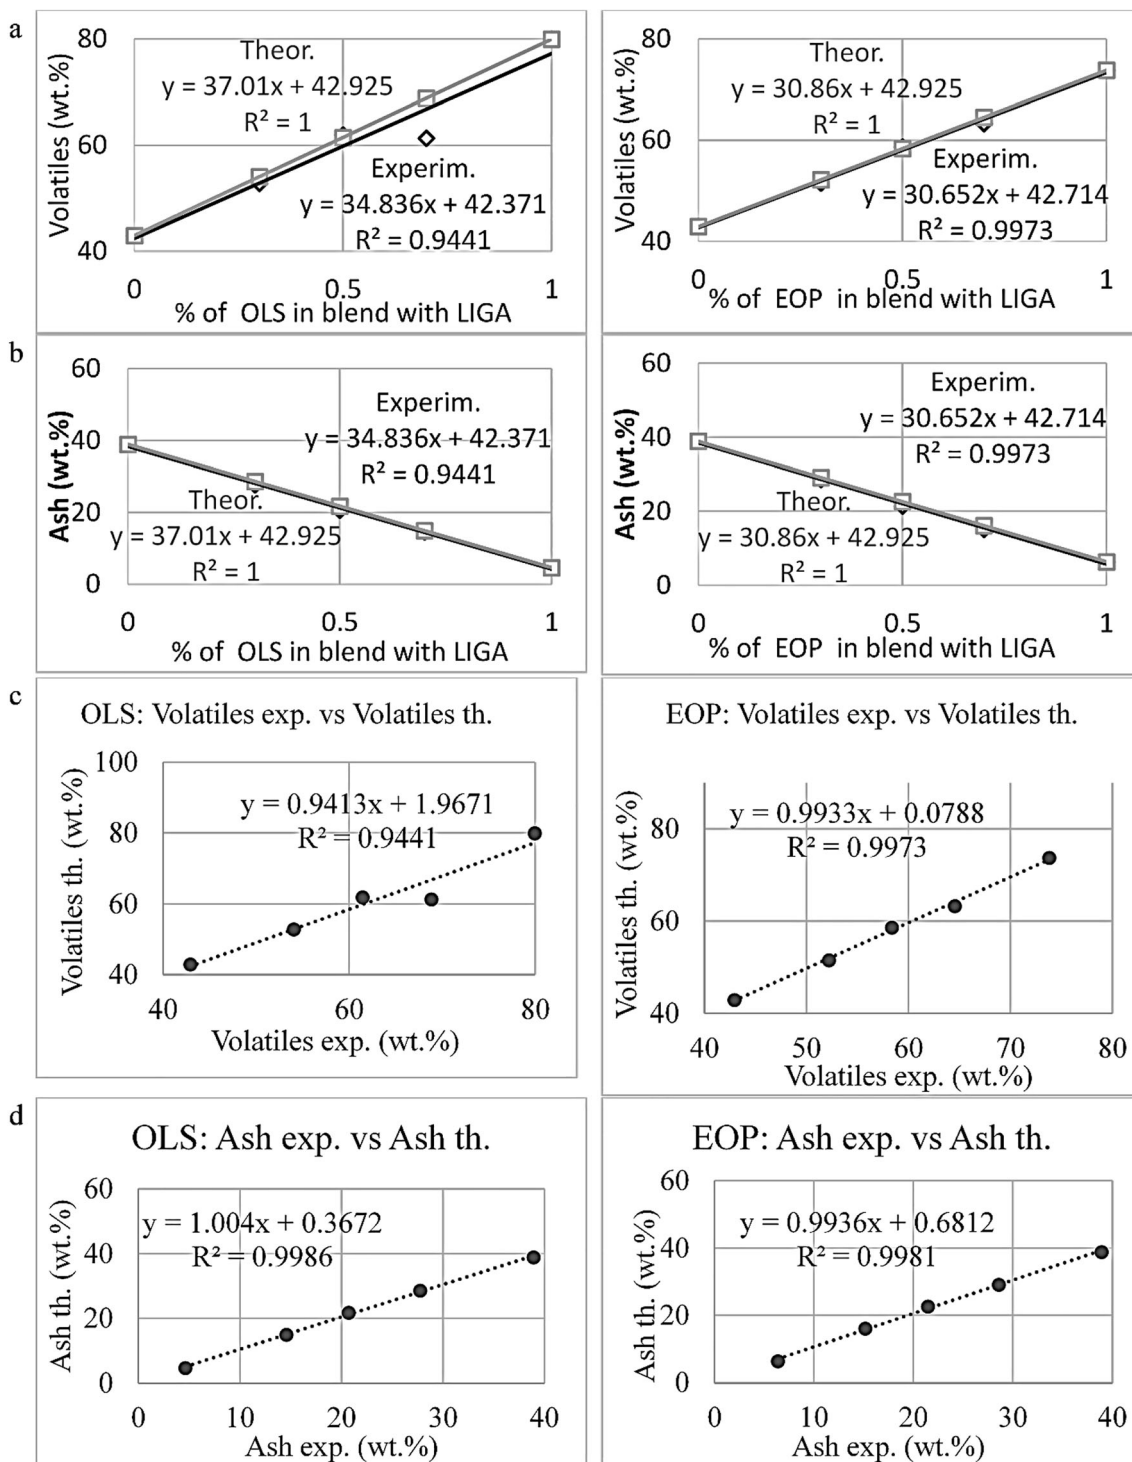 a
80
60
40
Volatiles (wt.%)
Theor.
y = 37.01x + 42.925
R² = 1
Experim.
y = 34.836x + 42.371
R² = 0.9441
0
0.5
1
% of OLS in blend with LIGA
80
60
40
Volatiles (wt.%)
Theor.
y = 30.86x + 42.925
R² = 1
Experim.
y = 30.652x + 42.714
R² = 0.9973
0
0.5
1
% of EOP in blend with LIGA
b
60
40
20
0
Ash (wt.%)
Experim.
y = 34.836x + 42.371
R² = 0.9441
Theor.
y = 37.01x + 42.925
R² = 1
0
0.5
1
% of OLS in blend with LIGA
60
40
20
0
Ash (wt.%)
Experim.
y = 30.652x + 42.714
R² = 0.9973
Theor.
y = 30.86x + 42.925
R² = 1
0
0.5
1
% of EOP in blend with LIGA
c
OLS: Volatiles exp. vs Volatiles th.
100
80
60
40
Volatiles th. (wt.%)
y = 0.9413x + 1.9671
R² = 0.9441
40
60
80
Volatiles exp. (wt.%)
EOP: Volatiles exp. vs Volatiles th.
80
60
40
Volatiles th. (wt.%)
y = 0.9933x + 0.0788
R² = 0.9973
40
50
60
70
80
Volatiles exp. (wt.%)
d
OLS: Ash exp. vs Ash th.
60
40
20
0
Ash th. (wt.%)
y = 1.004x + 0.3672
R² = 0.9986
0
10
20
30
40
Ash exp. (wt.%)
EOP: Ash exp. vs Ash th.
60
40
20
0
Ash th. (wt.%)
y = 0.9936x + 0.6812
R² = 0.9981
0
10
20
30
40
Ash exp. (wt.%)